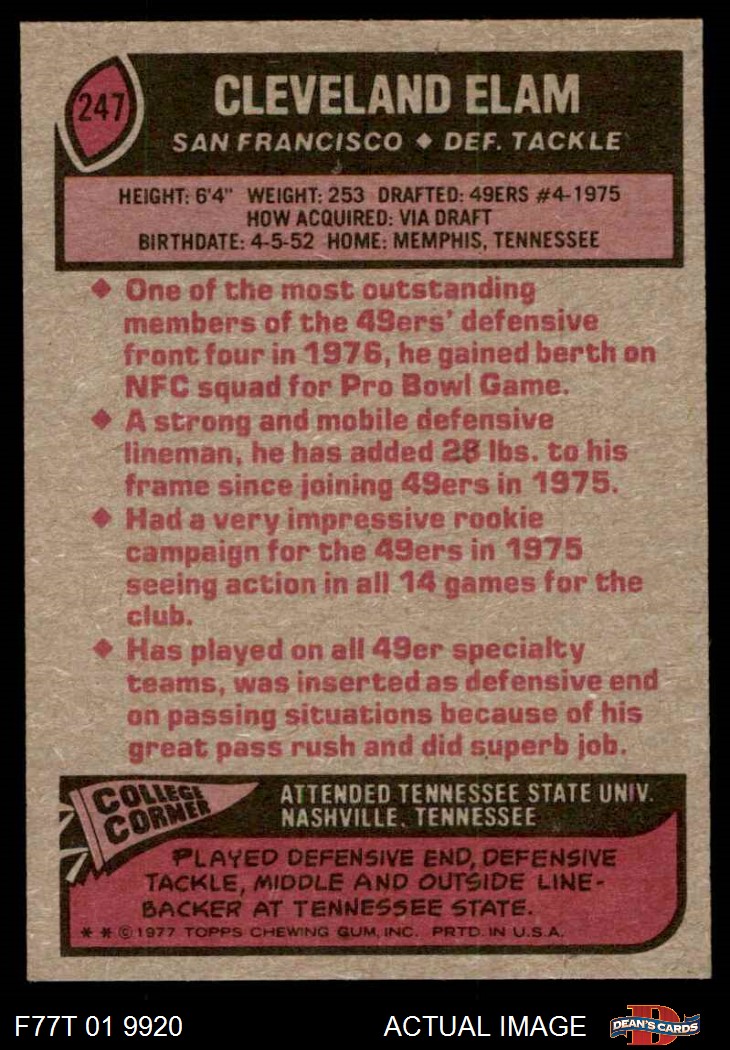 247
CLEVELAND ELAM
SAN FRANCISCO ◆ DEF. TACKLE
HEIGHT: 6'4" WEIGHT: 253 DRAFTED: 49ERS #4-1975
HOW ACQUIRED: VIA DRAFT
BIRTHDATE: 4-5-52 HOME: MEMPHIS, TENNESSEE
◆ One of the most outstanding
members of the 49ers' defensive
front four in 1976, he gained berth on
NFC squad for Pro Bowl Game.
◆ A strong and mobile defensive
lineman, he has added 28 lbs. to his
frame since joining 49ers in 1975.
◆ Had a very impressive rookie
campaign for the 49ers in 1975
seeing action in all 14 games for the
club.
◆ Has played on all 49er specialty
teams, was inserted as defensive end
on passing situations because of his
great pass rush and did superb job.
COLLEGE
CORNER
ATTENDED TENNESSEE STATE UNIV.
NASHVILLE, TENNESSEE
PLAYED DEFENSIVE END, DEFENSIVE
TACKLE, MIDDLE AND OUTSIDE LINE-
BACKER AT TENNESSEE STATE.
* * © 1977 TOPPS CHEWING GUM, INC. PRTD. IN U.S.A.
F77T 01 9920
ACTUAL IMAGE
D
DEAN'S CARDS